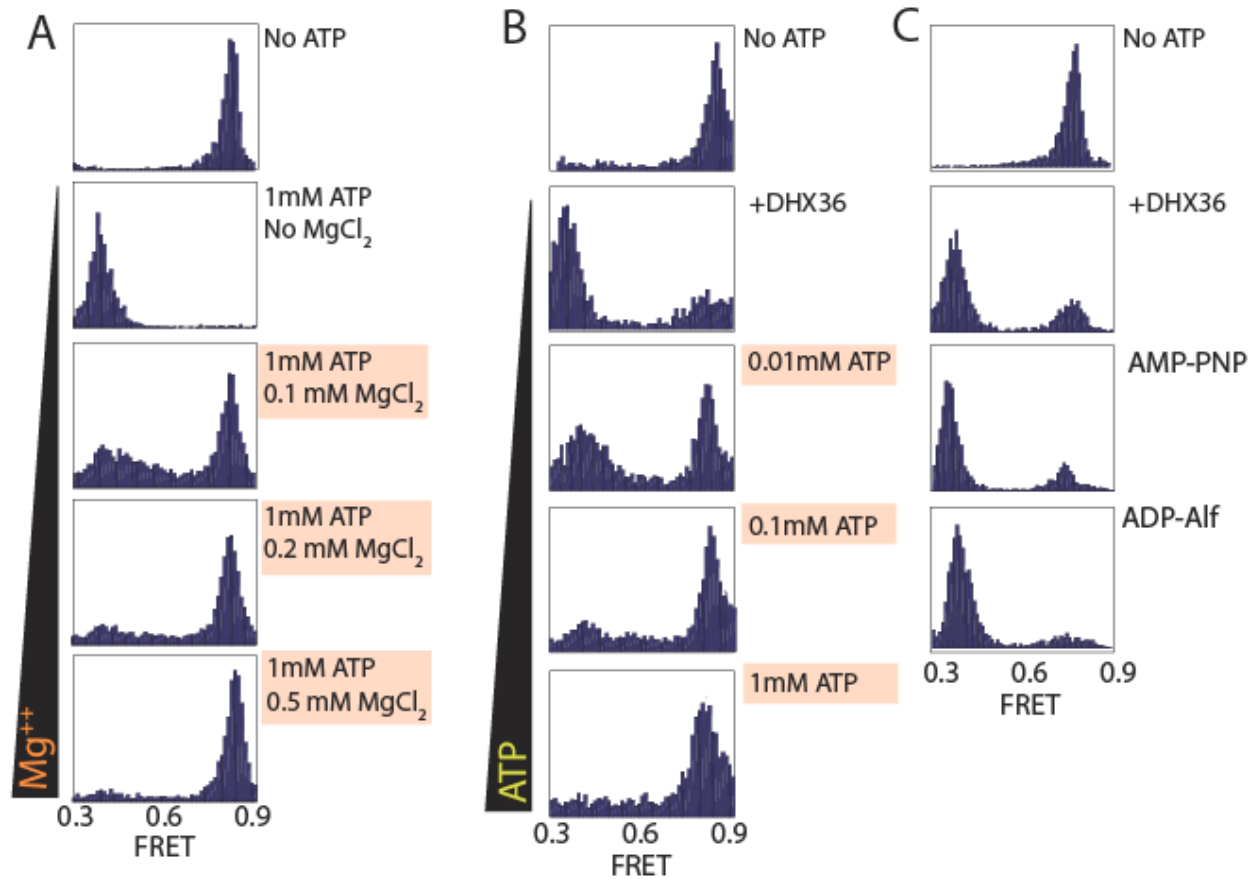 A
No ATP
1mM ATP
No MgCl2
1mM ATP
0.1 mM MgCl2
1mM ATP
0.2 mM MgCl2
1mM ATP
0.5 mM MgCl2
Mg++
0.3 0.6 0.9
FRET
B
No ATP
+DHX36
0.01mM ATP
0.1mM ATP
1mM ATP
ATP
0.3 0.6 0.9
FRET
C
No ATP
+DHX36
AMP-PNP
ADP-Alf
0.3 0.6 0.9
FRET